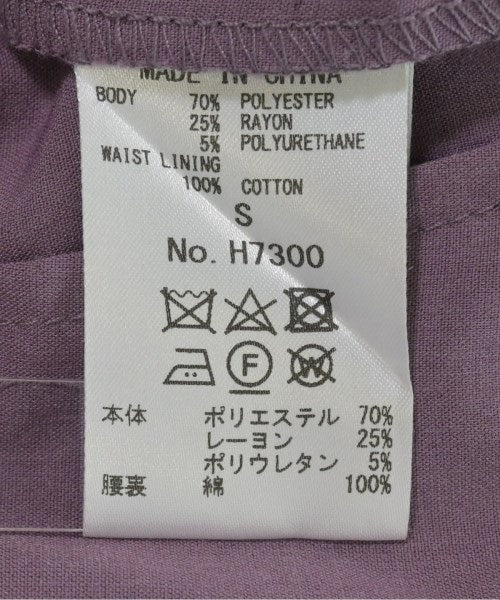 MADE IN CHINA
BODY 70% POLYESTER
25% RAYON
5% POLYURETHANE
WAIST LINING
100% COTTON
S
No. H7300
F W
本体 ポリエステル 70%
レーヨン 25%
ポリウレタン 5%
腰裏 綿 100%